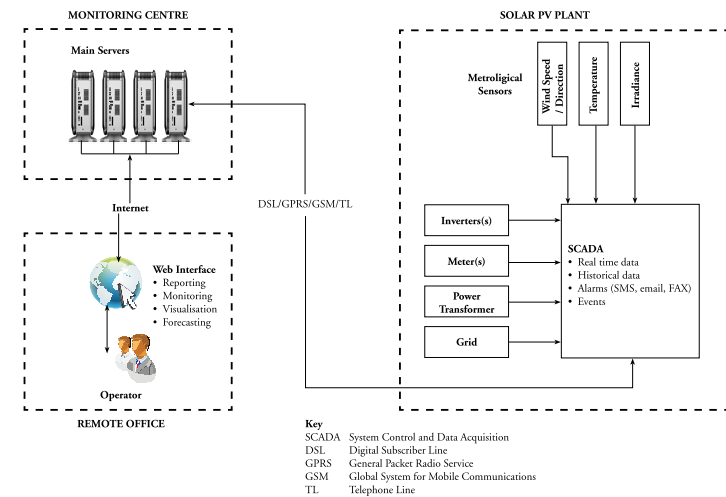 MONITORING CENTRE
Main Servers
Internet
Web Interface
• Reporting
• Monitoring
• Visualisation
• Forecasting
Operator
REMOTE OFFICE
DSL/GPRS/GSM/TL
SOLAR PV PLANT
Metroligical
Sensors
Wind Speed
/ Direction
Temperature
Irradiance
Inverters(s)
Meter(s)
Power
Transformer
Grid
SCADA
• Real time data
• Historical data
• Alarms (SMS, email, FAX)
• Events
Key
SCADA System Control and Data Acquisition
DSL Digital Subscriber Line
GPRS General Packet Radio Service
GSM Global System for Mobile Communications
TL Telephone Line